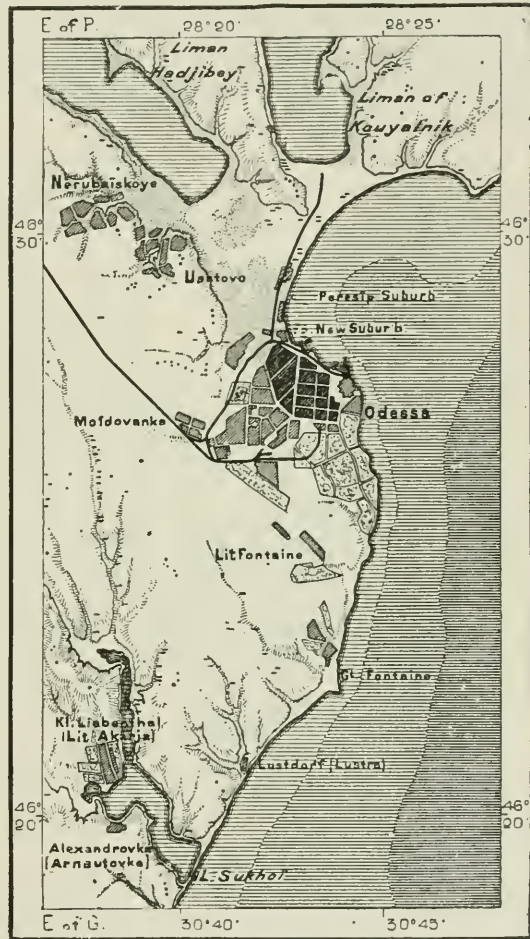 E of P.
28°20'
28°25'
Liman
Hadjibey
Liman of
Kouyalnik
Nerubaiskoye
46°
30'
46°
30'
Usatovo
Peresip Suburb
New Suburb
Odessa
Moldovanka
Lit Fontaine
Gt. Fontaine
Kl. Liebenthal
(Lit. Akarja)
Lustdorf (Lustra)
46°
20'
46°
20'
Alexandrovka
(Arnautovka)
L. Sukhoi
E of G.
30°40'
30°45'